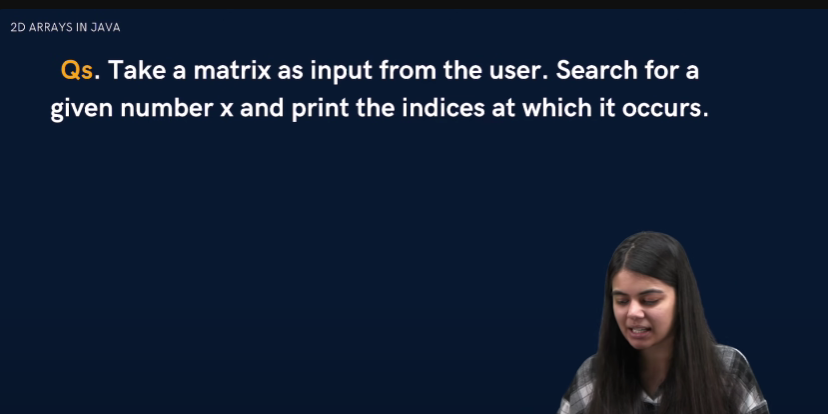 2D ARRAYS IN JAVA
Qs. Take a matrix as input from the user. Search for a
given number x and print the indices at which it occurs.